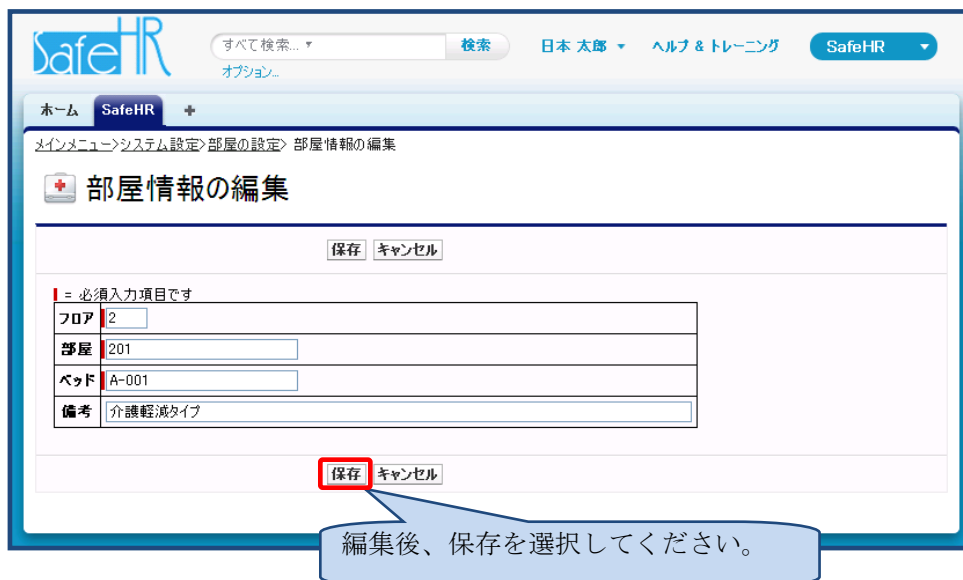 SafeHR
すべて検索...
検索
日本 太郎
ヘルプ & トレーニング
SafeHR
オプション...
ホーム
SafeHR
+
メインメニュー>システム設定>部屋の設定> 部屋情報の編集
部屋情報の編集
保存 キャンセル
= 必須入力項目です
フロア 2
部屋 201
ベッド A-001
備考 介護軽減タイプ
保存 キャンセル
編集後、保存を選択してください。